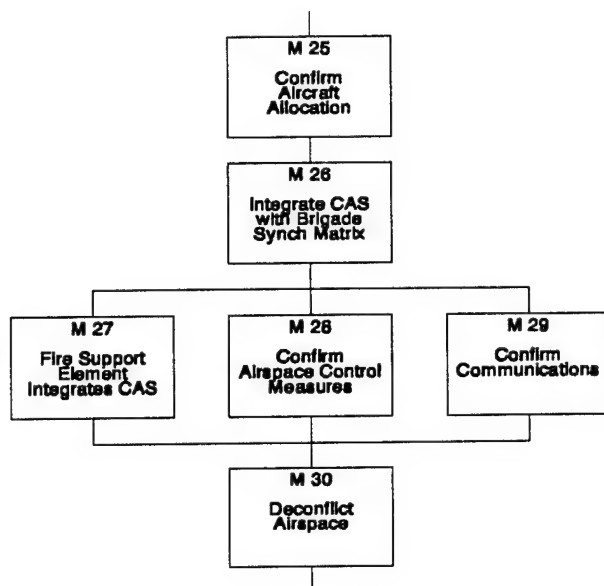 M 25
Confirm
Aircraft
Allocation
M 26
Integrate CAS
with Brigade
Synch Matrix
M 27
Fire Support
Element
Integrates CAS
M 28
Confirm
Airspace Control
Measures
M 29
Confirm
Communications
M 30
Deconflict
Airspace